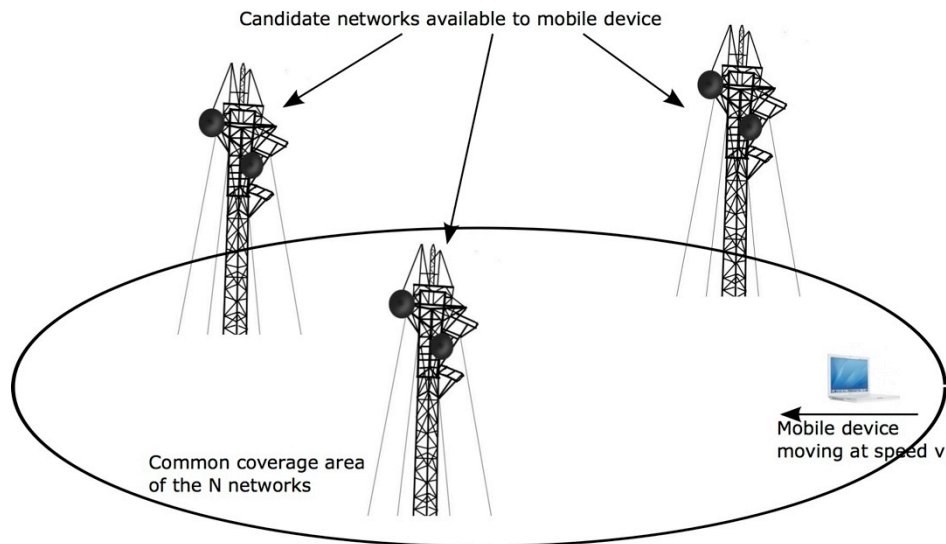 Candidate networks available to mobile device
Mobile device
moving at speed v
Common coverage area
of the N networks